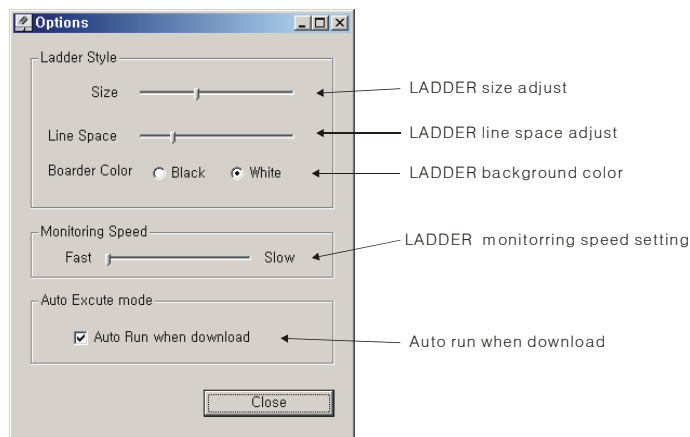 Options
Ladder Style
Size
LADDER size adjust
Line Space
LADDER line space adjust
Boarder Color Black White
LADDER background color
Monitoring Speed
LADDER monitorring speed setting
Fast Slow
Auto Excute mode
Auto Run when download
Auto run when download
Close